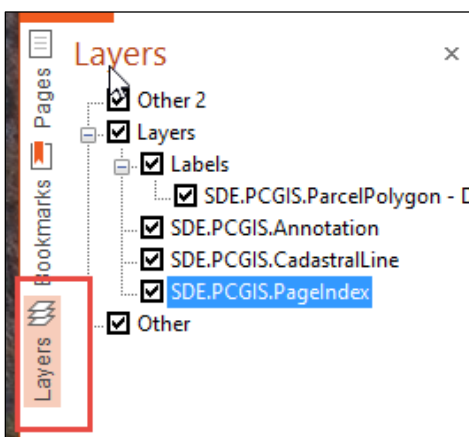 Layers
Other 2
Layers
Labels
SDE.PCGIS.ParcelPolygon -
SDE.PCGIS.Annotation
SDE.PCGIS.CadastralLine
SDE.PCGIS.PageIndex
Other
Pages
Bookmarks
Layers